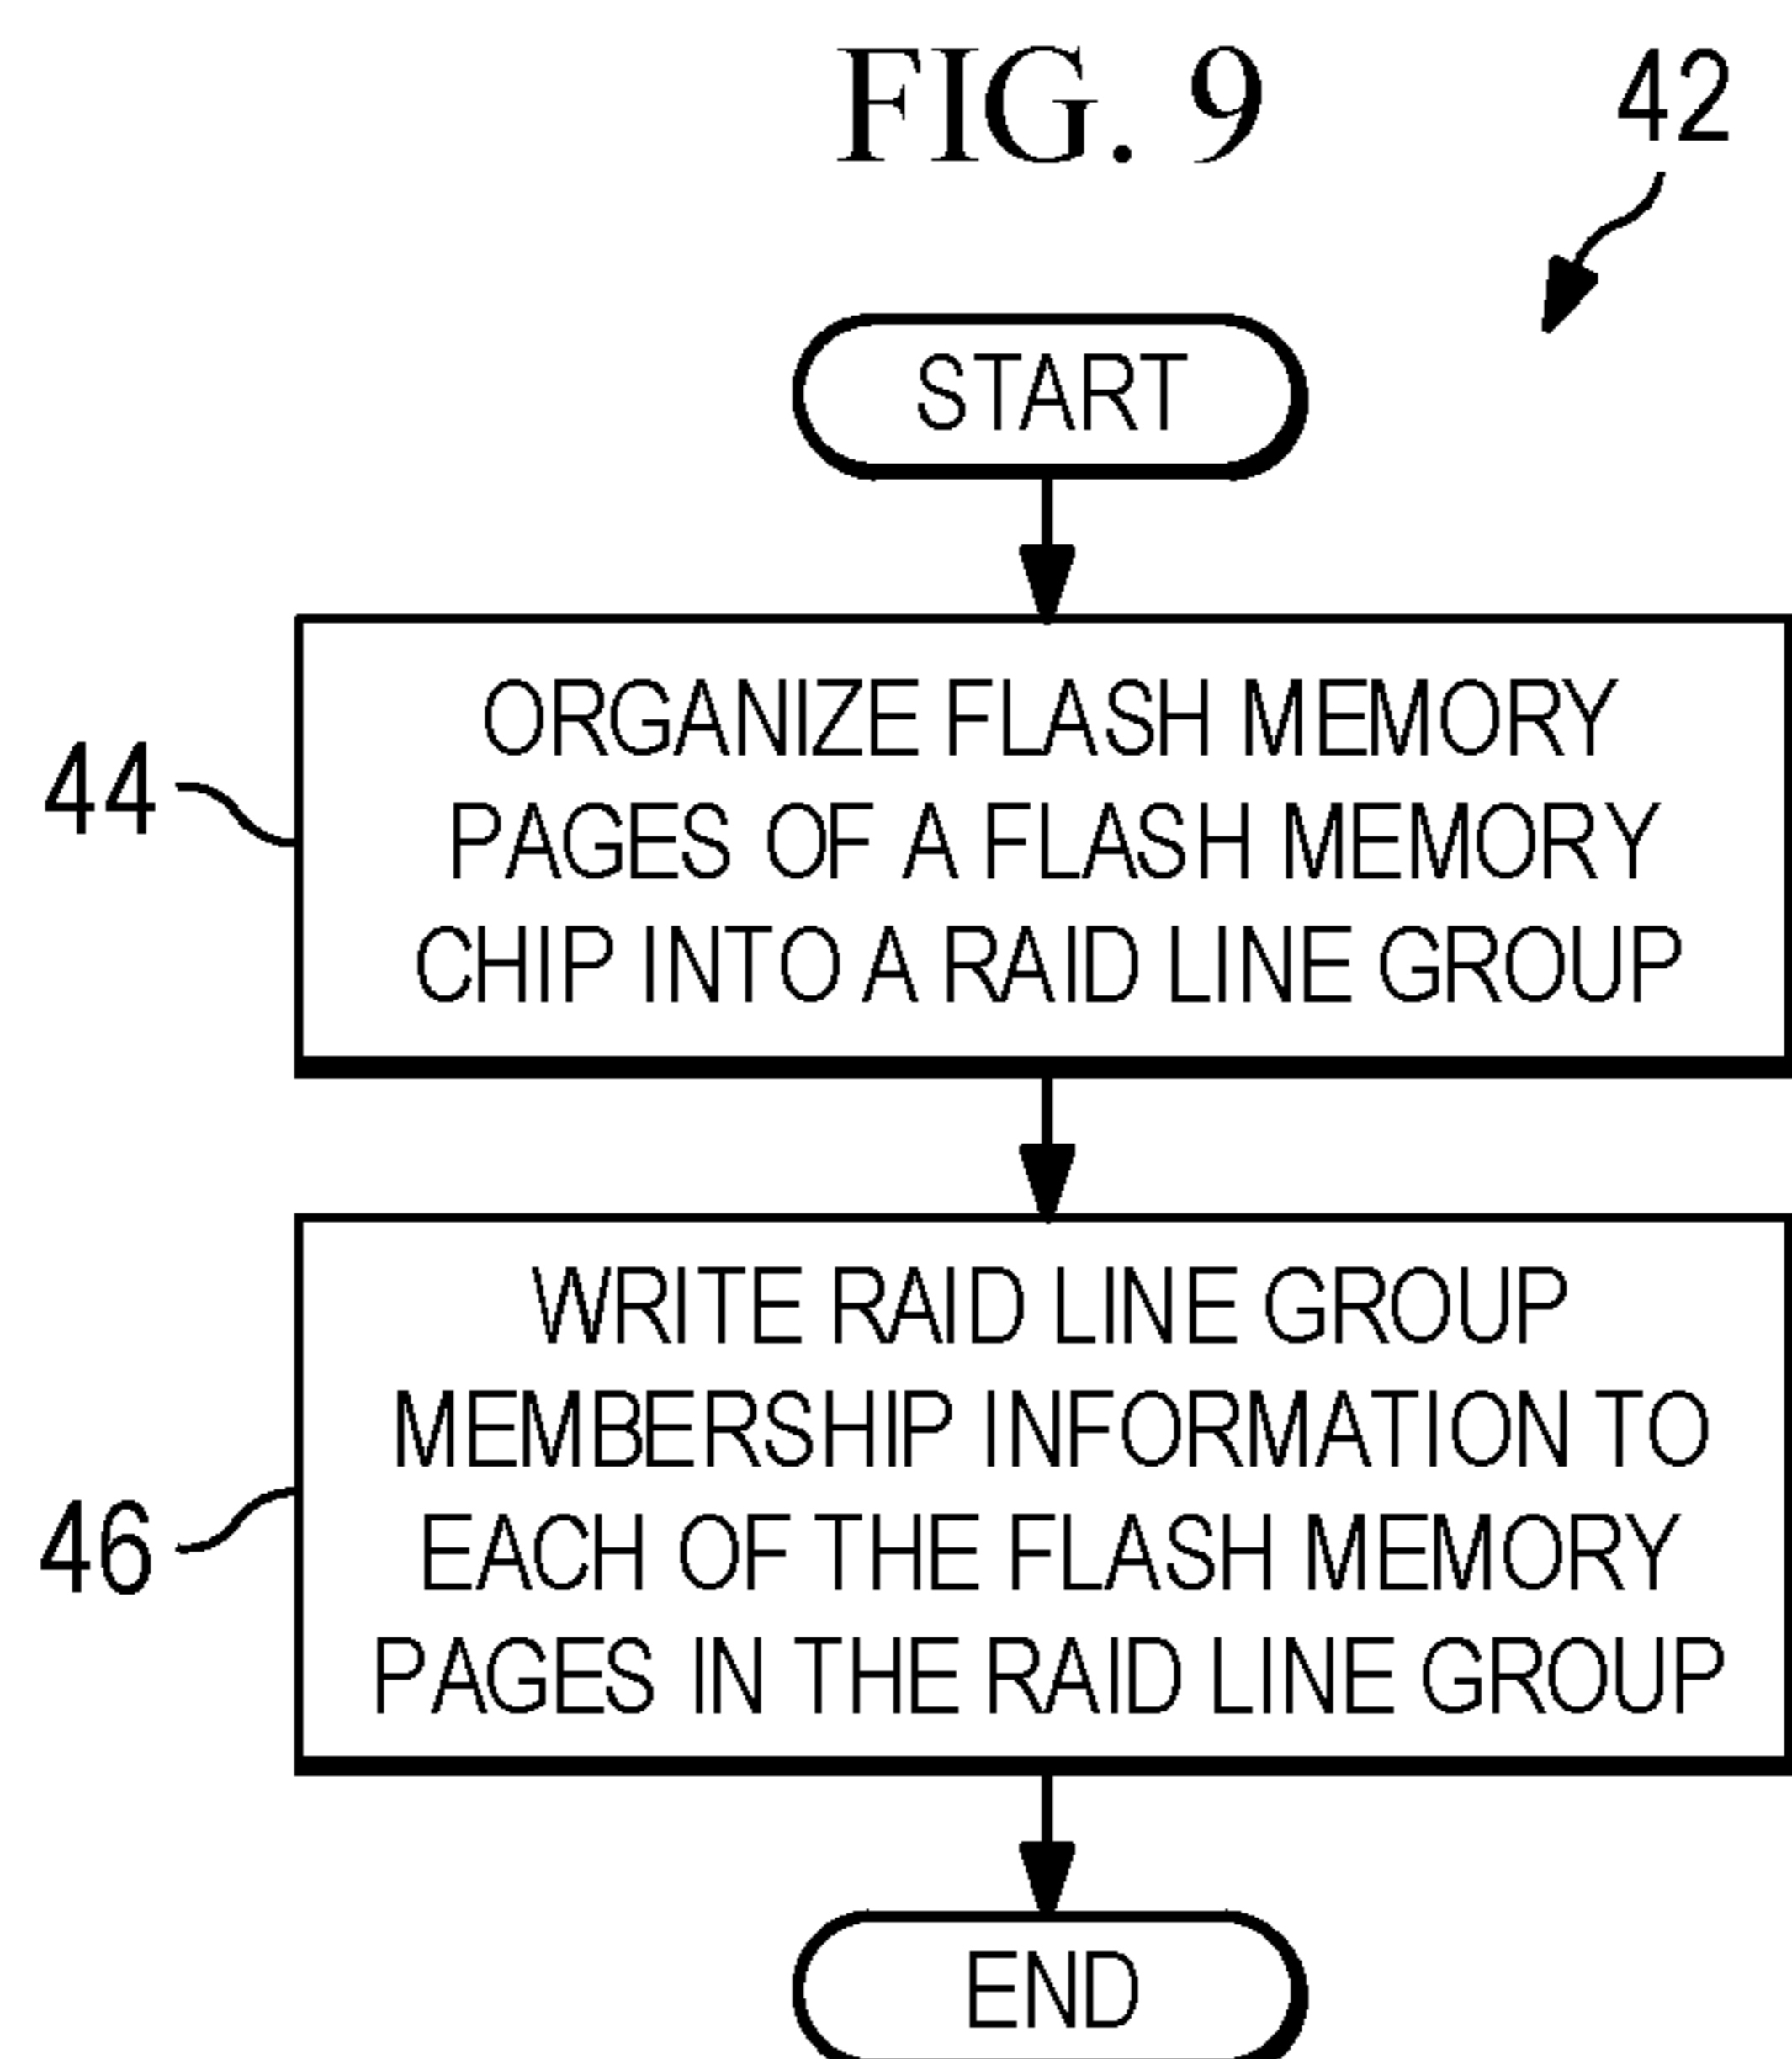 FIG. 9
42
START
44
ORGANIZE FLASH MEMORY
PAGES OF A FLASH MEMORY
CHIP INTO A RAID LINE GROUP
46
WRITE RAID LINE GROUP
MEMBERSHIP INFORMATION TO
EACH OF THE FLASH MEMORY
PAGES IN THE RAID LINE GROUP
END